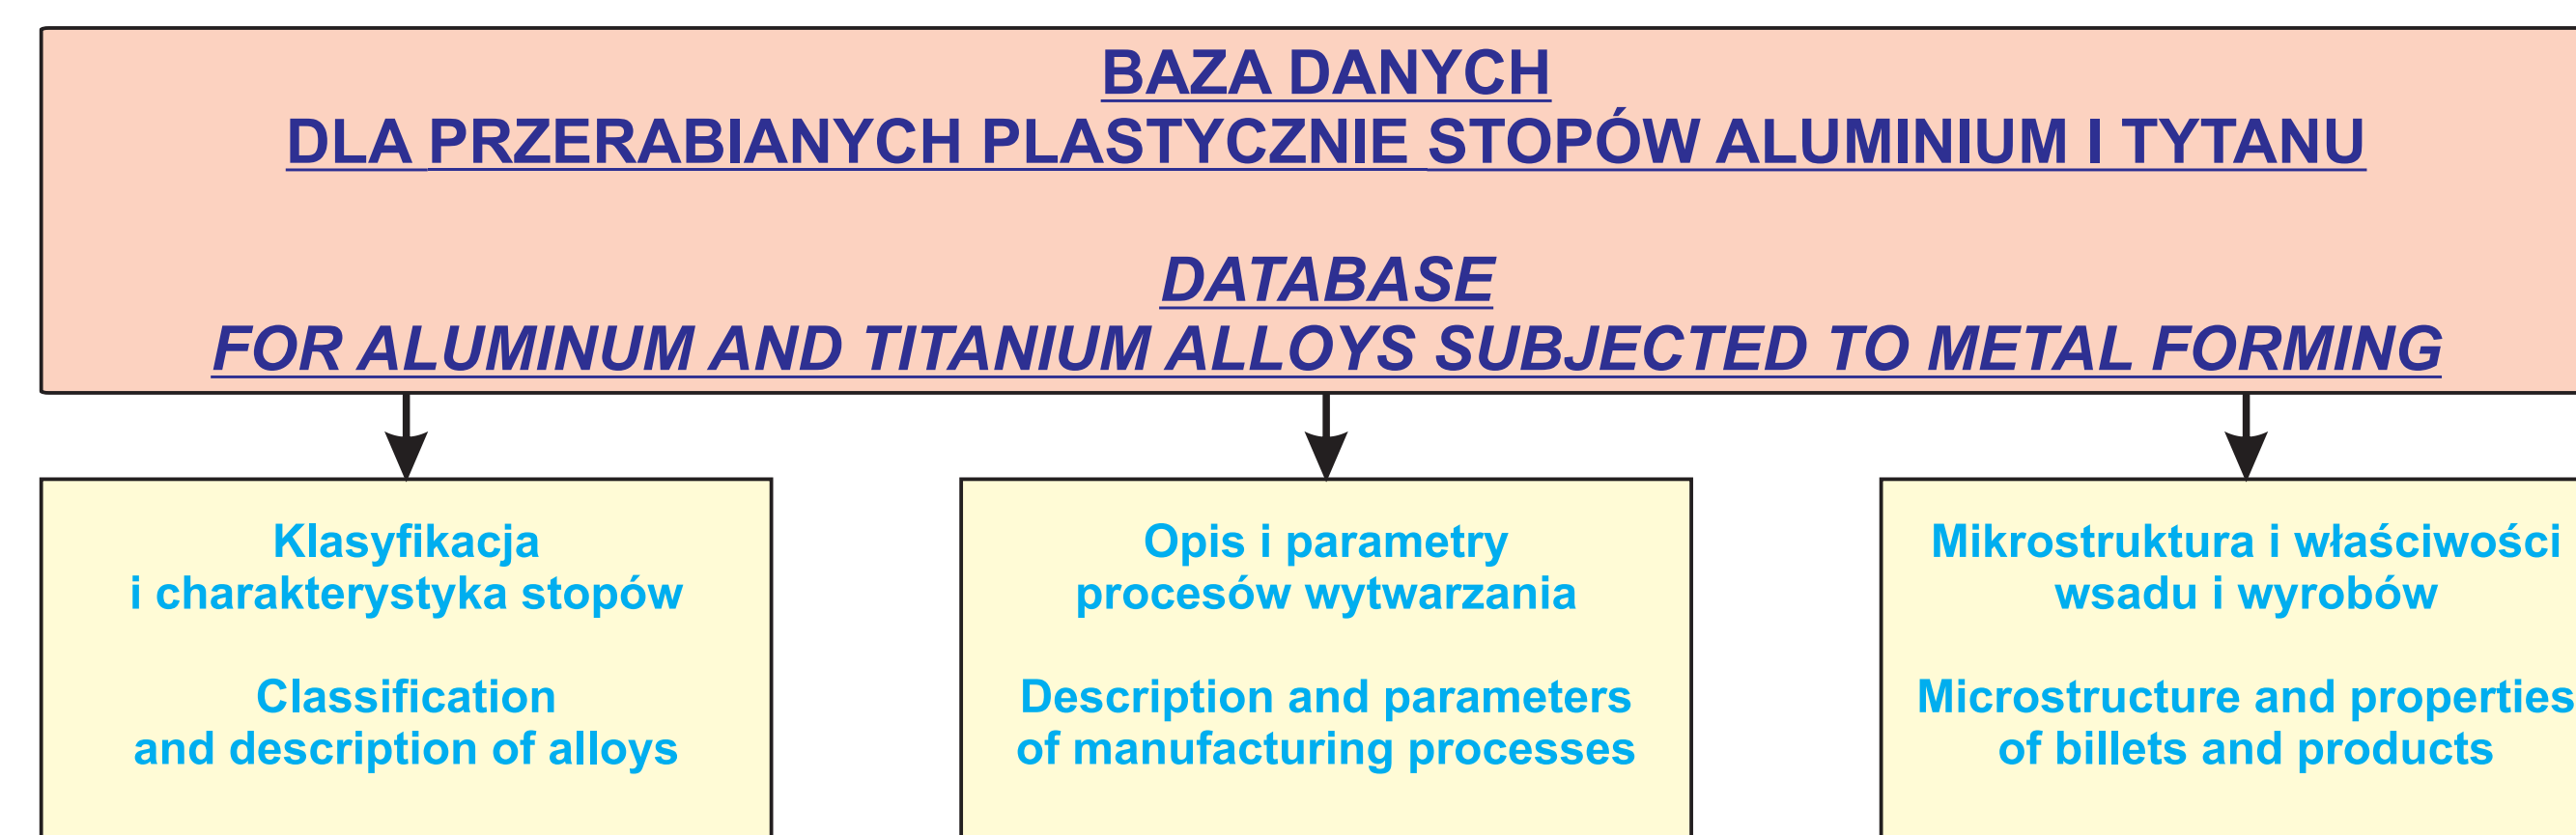 BAZA DANYCH
DLA PRZERABIANYCH PLASTYCZNIE STOPÓW ALUMINIUM I TYTANU
DATABASE
FOR ALUMINUM AND TITANIUM ALLOYS SUBJECTED TO METAL FORMING
Klasyfikacja
i charakterystyka stopów
Classification
and description of alloys
Opis i parametry
procesów wytwarzania
Description and parameters
of manufacturing processes
Mikrostruktura i właściwości
wsadu i wyrobów
Microstructure and properties
of billets and products